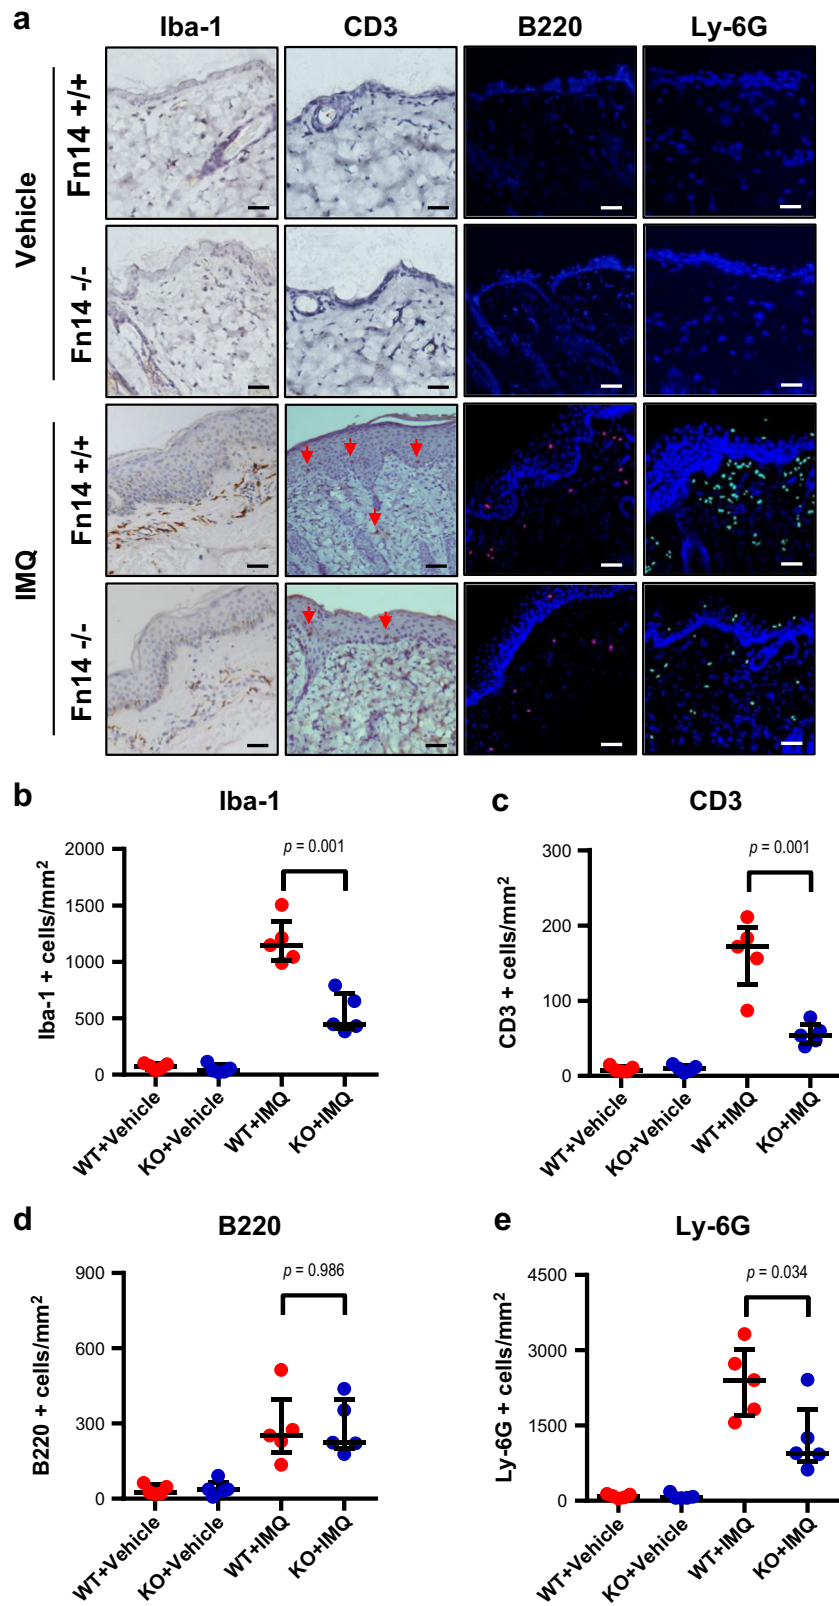 a
Iba-1
CD3
B220
Ly-6G
Vehicle
Fn14 +/+
Fn14 -/-
IMQ
Fn14 +/+
Fn14 -/-
b
Iba-1
Iba-1 + cells/mm²
2000
1500
1000
500
0
p = 0.001
WT+Vehicle
KO+Vehicle
WT+IMQ
KO+IMQ
c
CD3
CD3 + cells/mm²
300
200
100
0
p = 0.001
WT+Vehicle
KO+Vehicle
WT+IMQ
KO+IMQ
d
B220
B220 + cells/mm²
900
600
300
0
p = 0.986
WT+Vehicle
KO+Vehicle
WT+IMQ
KO+IMQ
e
Ly-6G
Ly-6G + cells/mm²
4500
3000
1500
0
p = 0.034
WT+Vehicle
KO+Vehicle
WT+IMQ
KO+IMQ